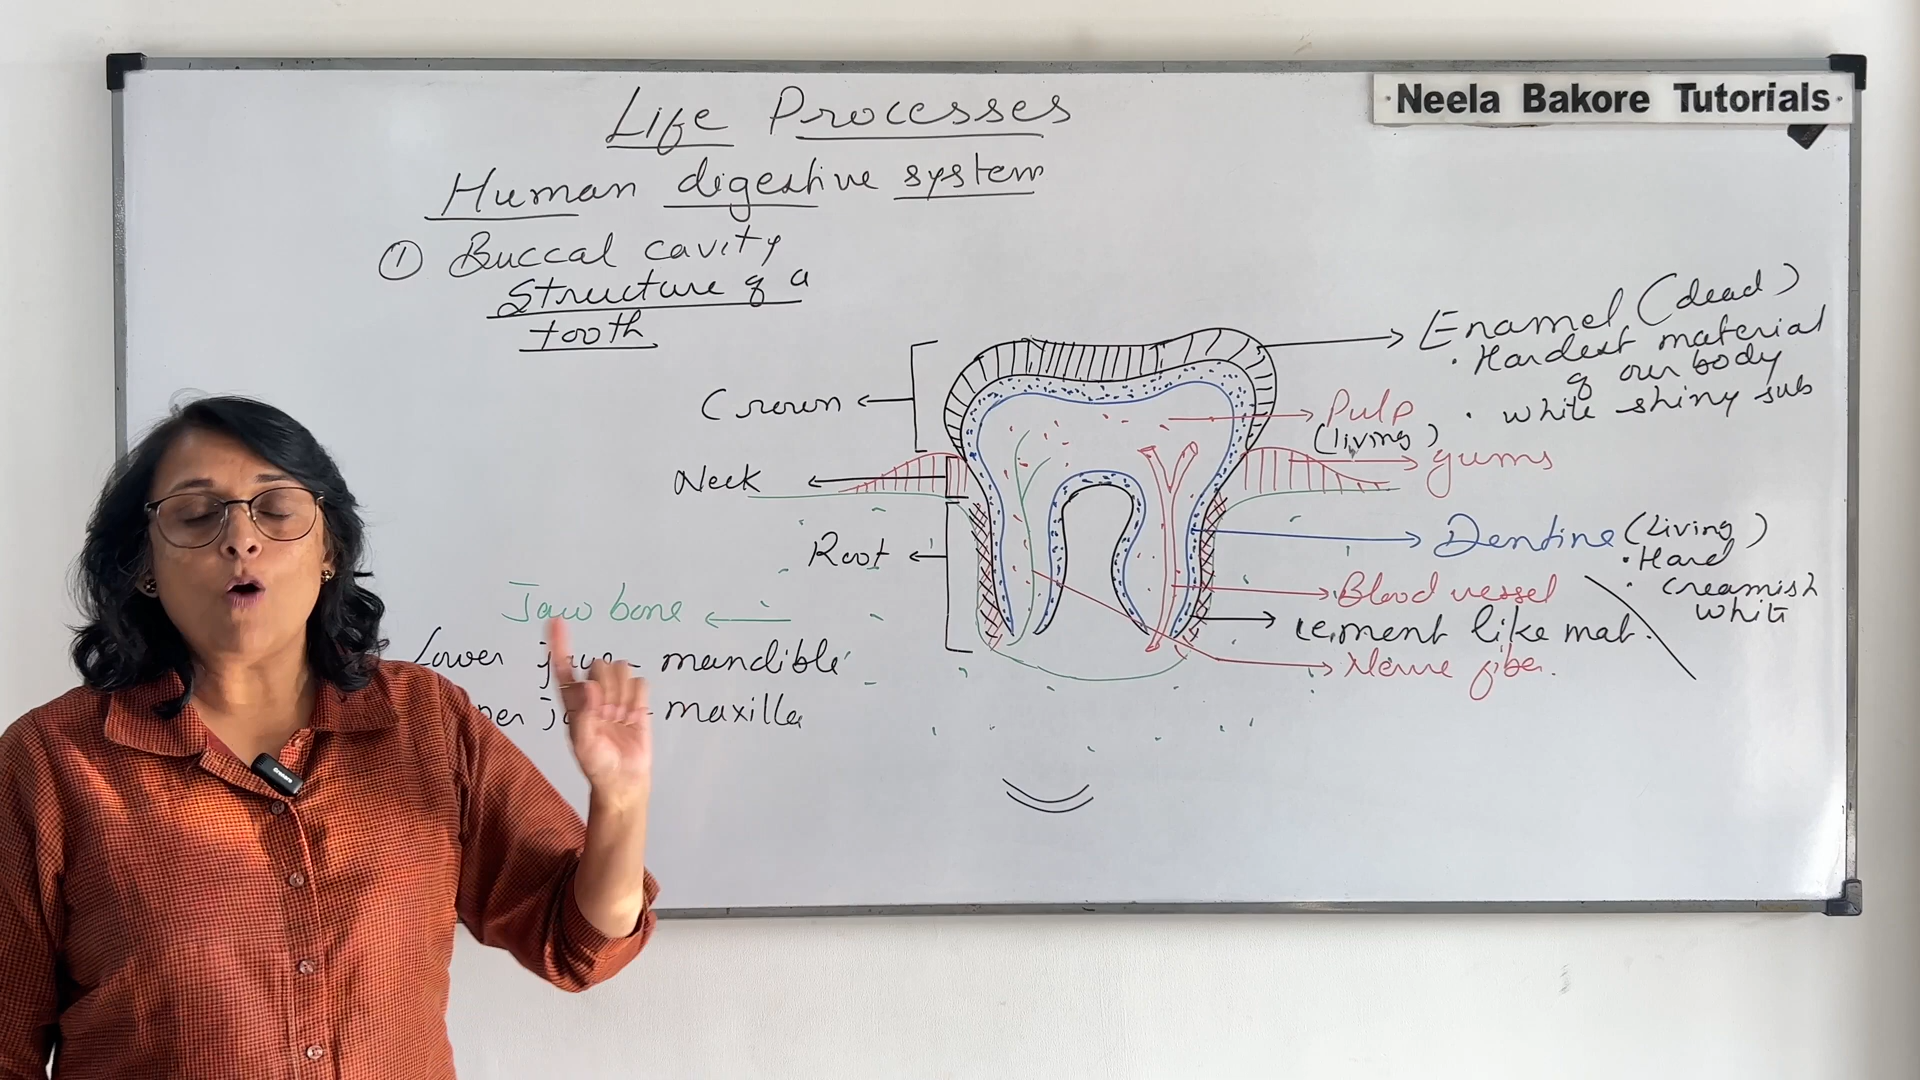 Neela Bakore Tutorials
Life Processes
Human digestive system
① Buccal cavity
Structure of a
tooth
Crown
Neck
Root
Jaw bone
Lower - mandible
- maxilla
Enamel (dead)
· Hardest material
of our body
· white shiny sub
Pulp
(living)
gums
Dentine (living)
· Hard
· creamish
white
Blood vessel
cement like mat.
Nerve fiber.